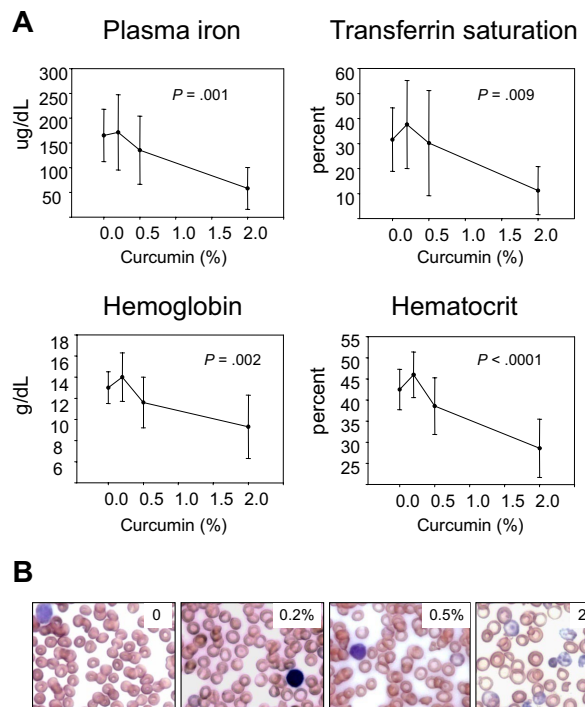 A
Plasma iron
Transferrin saturation
ug/dL
300
250
200
150
100
50
P = .001
0.0 0.5 1.0 1.5 2.0
Curcumin (%)
percent
60
50
40
30
20
10
P = .009
0.0 0.5 1.0 1.5 2.0
Curcumin (%)
Hemoglobin
Hematocrit
g/dL
18
16
14
12
10
8
6
4
P = .002
0.0 0.5 1.0 1.5 2.0
Curcumin (%)
percent
55
50
45
40
35
30
25
P < .0001
0.0 0.5 1.0 1.5 2.0
Curcumin (%)
B
0
0.2%
0.5%
2